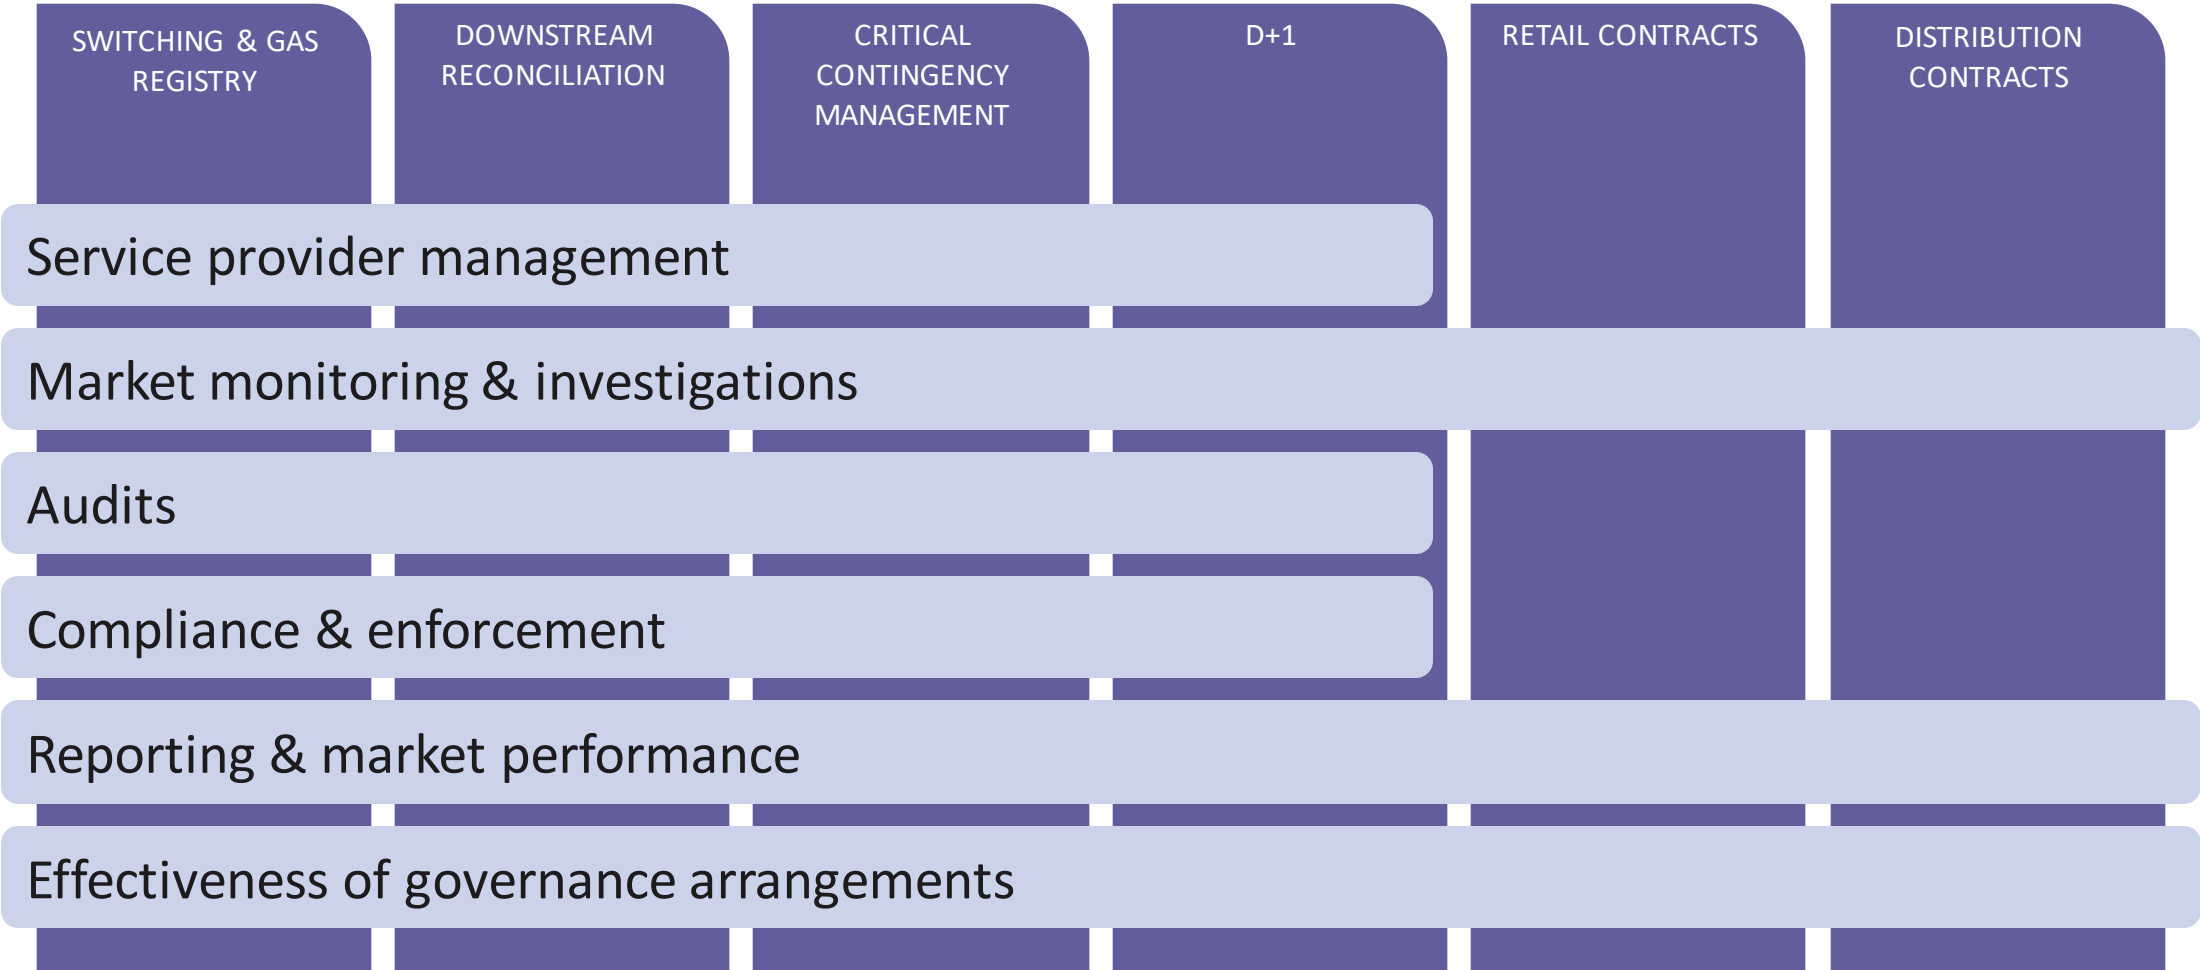 SWITCHING & GAS
REGISTRY
DOWNSTREAM
RECONCILIATION
CRITICAL
CONTINGENCY
MANAGEMENT
D+1
RETAIL CONTRACTS
DISTRIBUTION
CONTRACTS
Service provider management
Market monitoring & investigations
Audits
Compliance & enforcement
Reporting & market performance
Effectiveness of governance arrangements